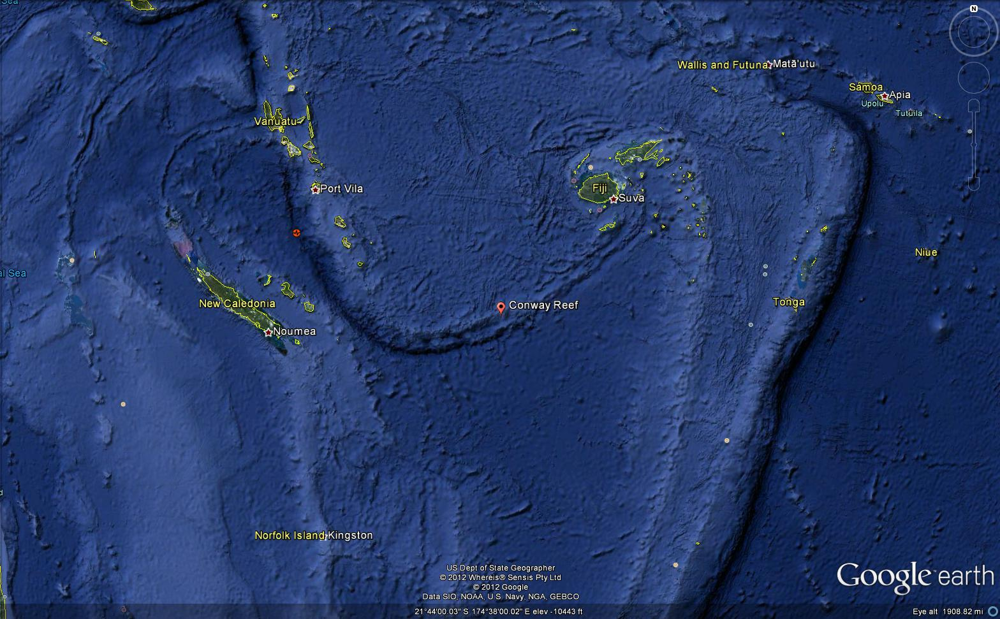 Sea
N
Wallis and Futuna Matā'utu
Samoa
Apia
Upolu
Tutuila
Vanuatu
Port Vila
Fiji
Suva
Niue
al Sea
New Caledonia
Tonga
Conway Reef
Noumea
d
Norfolk Island Kingston
US Dept of State Geographer
© 2012 Whereis® Sensis Pty Ltd
© 2012 Google
Data SIO, NOAA, U.S. Navy, NGA, GEBCO
Google™ earth
21°44'00.03" S 174°38'00.02" E elev -10443 ft
Eye alt 1908.82 mi